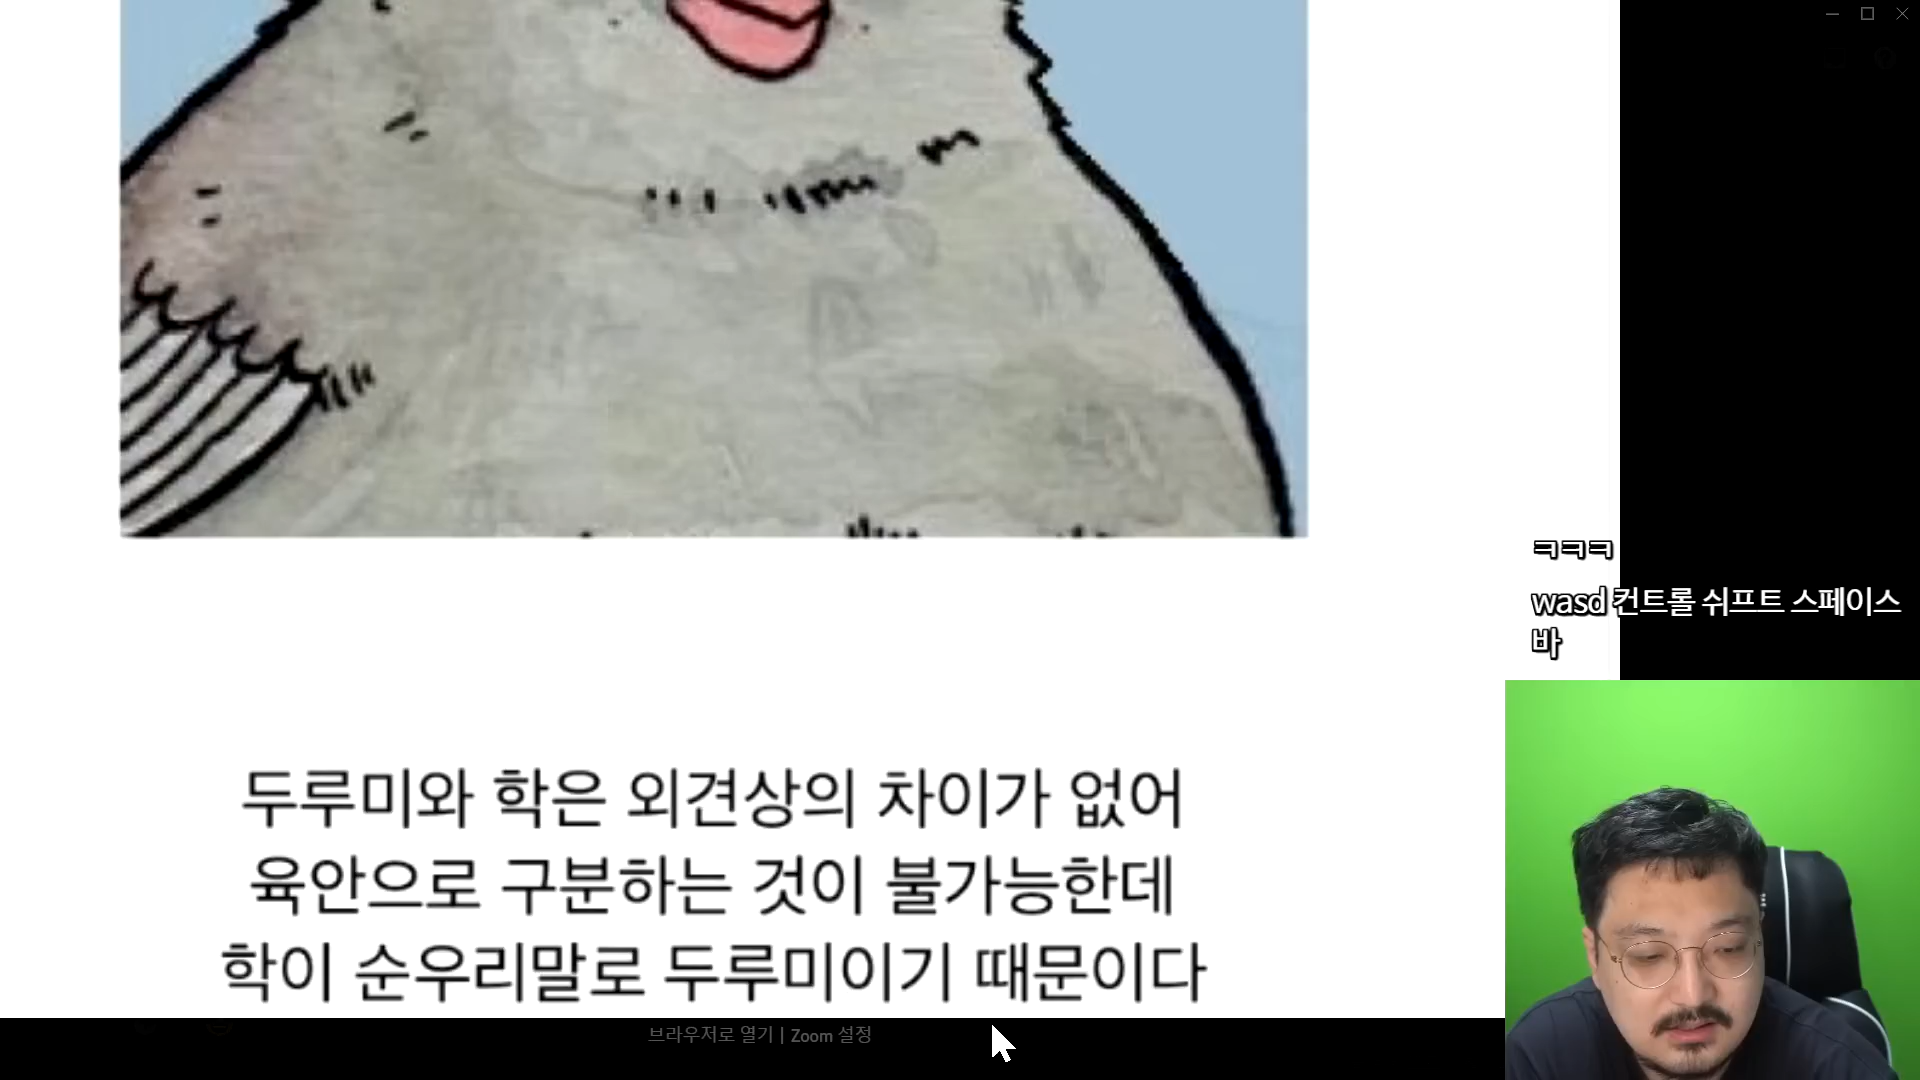 ㅋㅋㅋ
wasd 컨트롤 쉬프트 스페이스
바
두루미와 학은 외견상의 차이가 없어
육안으로 구분하는 것이 불가능한데
학이 순우리말로 두루미이기 때문이다
브라우저로 열기 | Zoom 설정